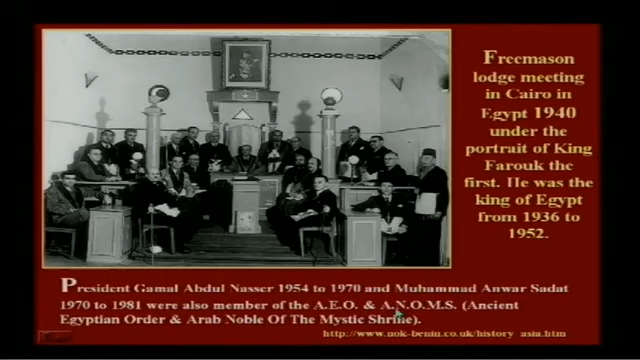 Freemason
lodge meeting
in Cairo in
Egypt 1940
under the
portrait of King
Farouk the
first. He was the
king of Egypt
from 1936 to
1952.
President Gamal Abdul Nasser 1954 to 1970 and Muhammad Anwar Sadat
1970 to 1981 were also member of the A.E.O. & A.N.O.M.S. (Ancient
Egyptian Order & Arab Noble Of The Mystic Shrine).
http://www.uok-benin.co.uk/history_asia.htm